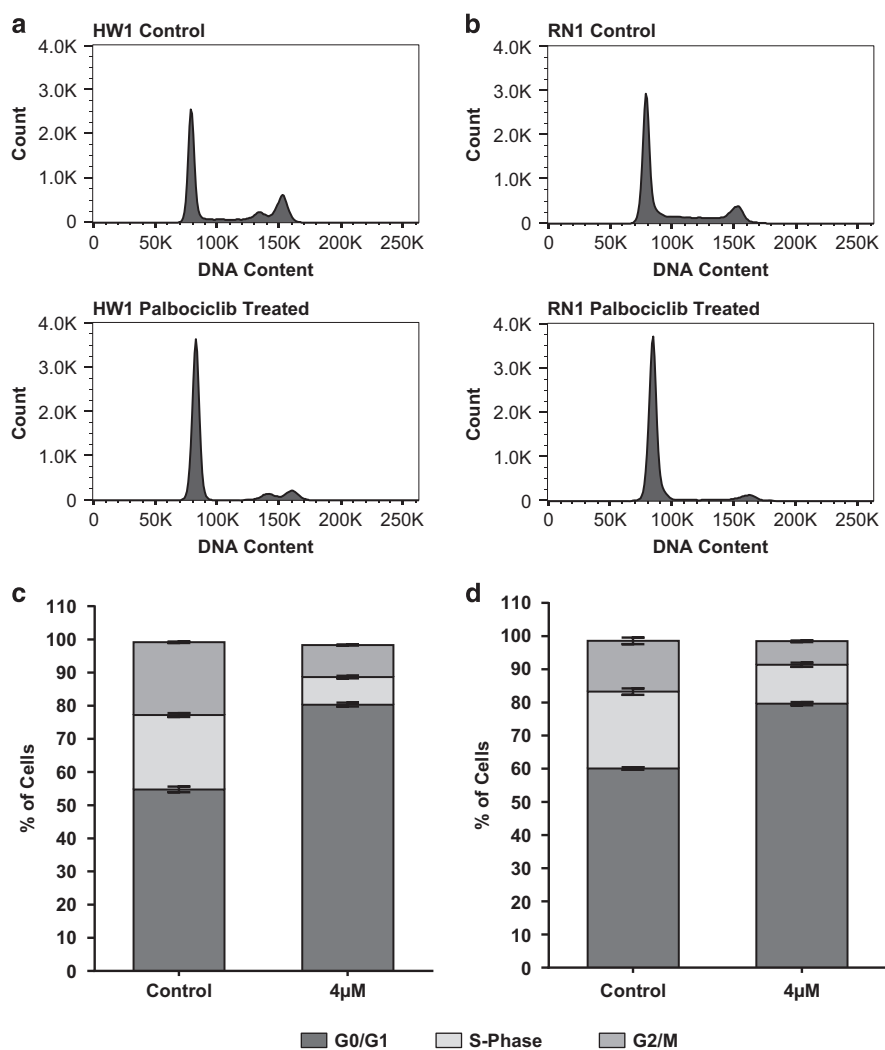 a
HW1 Control
4.0K
3.0K
2.0K
1.0K
0
Count
0 50K 100K 150K 200K 250K
DNA Content
HW1 Palbociclib Treated
4.0K
3.0K
2.0K
1.0K
0
Count
0 50K 100K 150K 200K 250K
DNA Content
b
RN1 Control
4.0K
3.0K
2.0K
1.0K
0
Count
0 50K 100K 150K 200K 250K
DNA Content
RN1 Palbociclib Treated
4.0K
3.0K
2.0K
1.0K
0
Count
0 50K 100K 150K 200K 250K
DNA Content
c
110
100
90
80
70
60
50
40
30
20
10
0
% of Cells
Control 4µM
d
110
100
90
80
70
60
50
40
30
20
10
0
% of Cells
Control 4µM
G0/G1 S-Phase G2/M